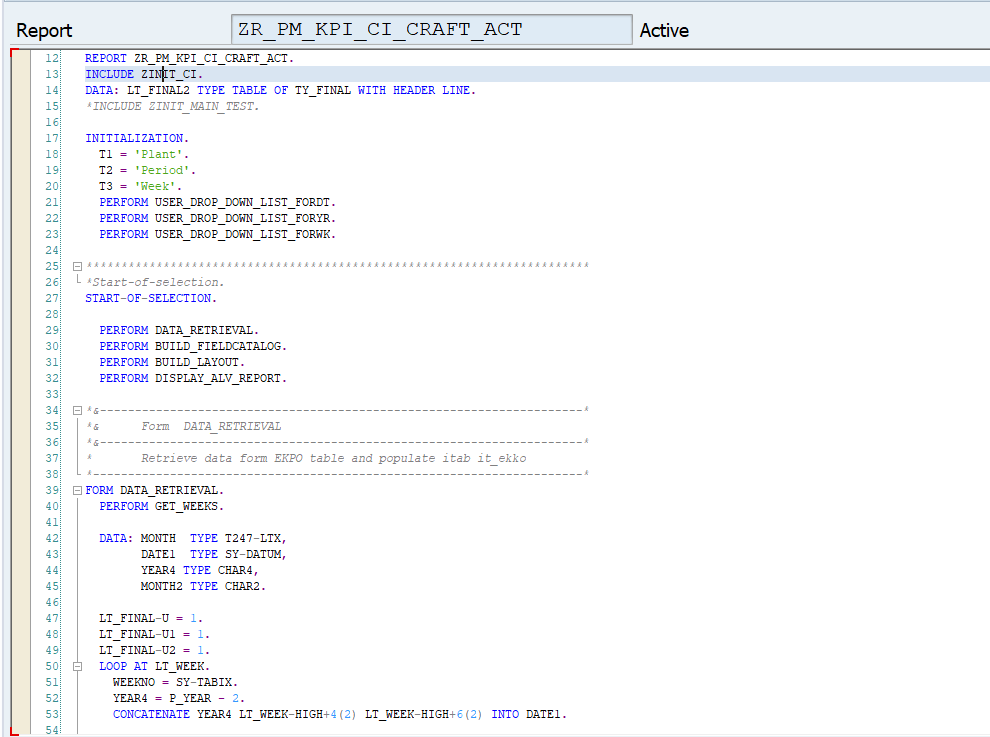 Report ZR_PM_KPI_CI_CRAFT_ACT Active
12 REPORT ZR_PM_KPI_CI_CRAFT_ACT.
13 INCLUDE ZINIT_CI.
14 DATA: LT_FINAL2 TYPE TABLE OF TY_FINAL WITH HEADER LINE.
15 *INCLUDE ZINIT_MAIN_TEST.
16
17 INITIALIZATION.
18   T1 = 'Plant'.
19   T2 = 'Period'.
20   T3 = 'Week'.
21   PERFORM USER_DROP_DOWN_LIST_FORDT.
22   PERFORM USER_DROP_DOWN_LIST_FORYR.
23   PERFORM USER_DROP_DOWN_LIST_FORWK.
24
25 ************************************************************************
26 *Start-of-selection.
27 START-OF-SELECTION.
28
29   PERFORM DATA_RETRIEVAL.
30   PERFORM BUILD_FIELDCATALOG.
31   PERFORM BUILD_LAYOUT.
32   PERFORM DISPLAY_ALV_REPORT.
33
34 *&---------------------------------------------------------------------*
35 *&      Form  DATA_RETRIEVAL
36 *&---------------------------------------------------------------------*
37 *       Retrieve data form EKPO table and populate itab it_ekko
38 *----------------------------------------------------------------------*
39 FORM DATA_RETRIEVAL.
40   PERFORM GET_WEEKS.
41
42   DATA: MONTH  TYPE T247-LTX,
43         DATE1  TYPE SY-DATUM,
44         YEAR4 TYPE CHAR4,
45         MONTH2 TYPE CHAR2.
46
47   LT_FINAL-U = 1.
48   LT_FINAL-U1 = 1.
49   LT_FINAL-U2 = 1.
50   LOOP AT LT_WEEK.
51     WEEKNO = SY-TABIX.
52     YEAR4 = P_YEAR - 2.
53     CONCATENATE YEAR4 LT_WEEK-HIGH+4(2) LT_WEEK-HIGH+6(2) INTO DATE1.
54